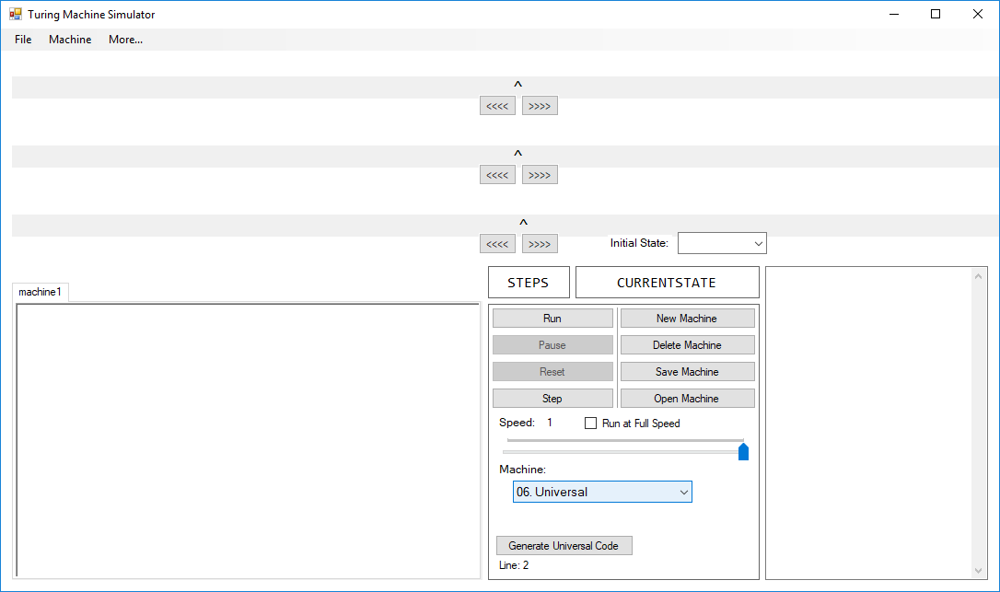 Turing Machine Simulator
File Machine More...
^
<<<< >>>>
^
<<<< >>>>
^
<<<< >>>> Initial State:
machine1
STEPS CURRENTSTATE
Run New Machine
Pause Delete Machine
Reset Save Machine
Step Open Machine
Speed: 1 Run at Full Speed
Machine:
06. Universal
Generate Universal Code
Line: 2